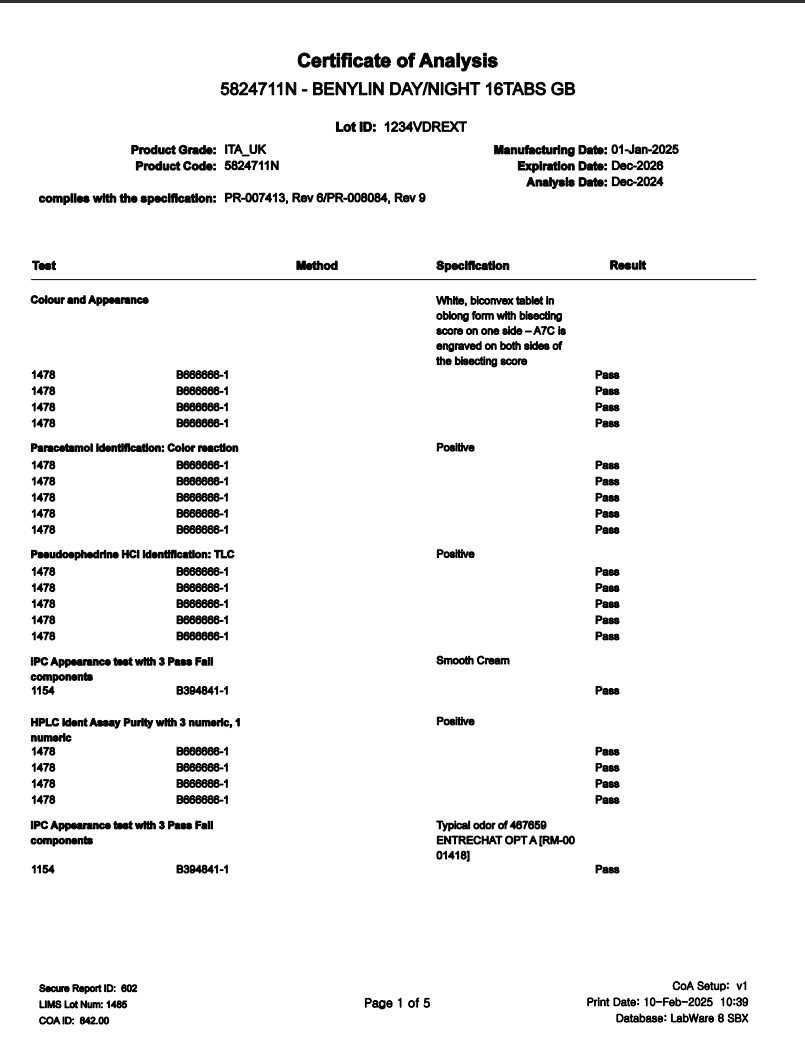 Certificate of Analysis
5824711N - BENYLIN DAY/NIGHT 16TABS GB
Lot ID: 1234VDREXT
Product Grade: ITA_UK Manufacturing Date: 01-Jan-2025
Product Code: 5824711N Expiration Date: Dec-2026
Analysis Date: Dec-2024
complies with the specification: PR-007413, Rev 6/PR-008084, Rev 9
Test Method Specification Result
Colour and Appearance White, biconvex tablet in
oblong form with bisecting
score on one side – A7C is
engraved on both sides of
the bisecting score
1478 B666666-1 Pass
1478 B666666-1 Pass
1478 B666666-1 Pass
1478 B666666-1 Pass
Paracetamol Identification: Color reaction Positive
1478 B666666-1 Pass
1478 B666666-1 Pass
1478 B666666-1 Pass
1478 B666666-1 Pass
1478 B666666-1 Pass
Pseudoephedrine HCl Identification: TLC Positive
1478 B666666-1 Pass
1478 B666666-1 Pass
1478 B666666-1 Pass
1478 B666666-1 Pass
1478 B666666-1 Pass
IPC Appearance test with 3 Pass Fail Smooth Cream
components
1154 B394841-1 Pass
HPLC Ident Assay Purity with 3 numeric, 1 Positive
numeric
1478 B666666-1 Pass
1478 B666666-1 Pass
1478 B666666-1 Pass
1478 B666666-1 Pass
IPC Appearance test with 3 Pass Fail Typical odor of 467659
components ENTRECHAT OPT A [RM-00
01418]
1154 B394841-1 Pass
Secure Report ID: 602 CoA Setup: v1
LIMS Lot Num: 1485 Page 1 of 5 Print Date: 10-Feb-2025 10:39
COA ID: 842.00 Database: LabWare 8 SBX